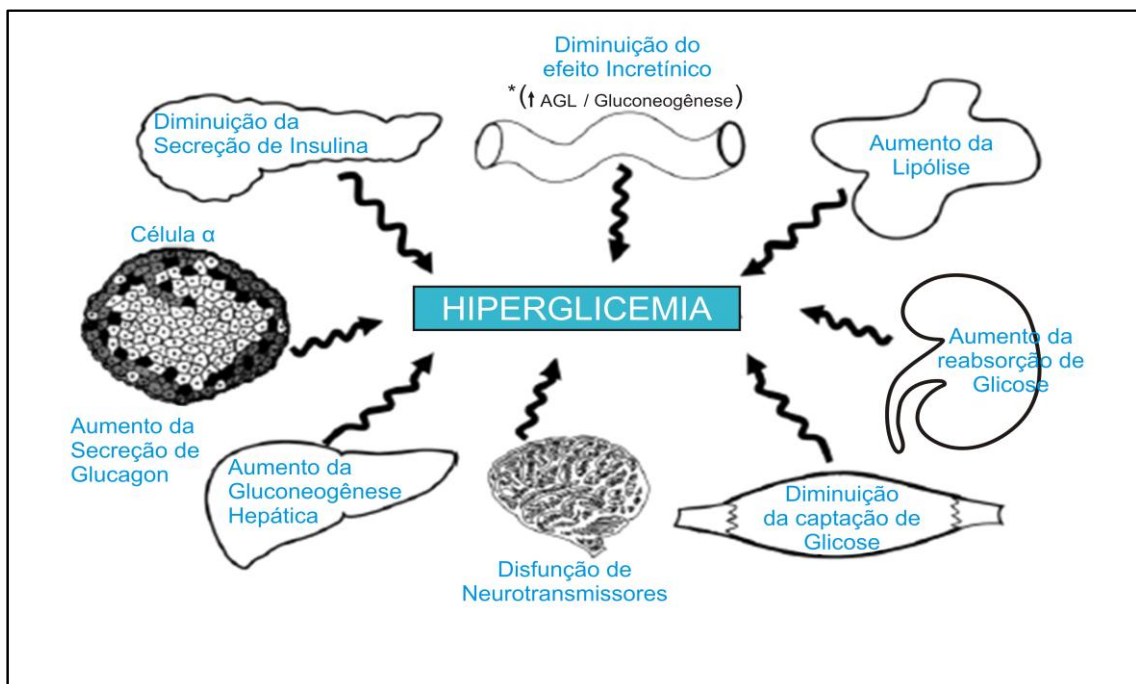 Diminuição do
efeito Incretínico
*(↑ AGL / Gluconeogênese)
Diminuição da
Secreção de Insulina
Aumento da
Lipólise
Célula α
HIPERGLICEMIA
Aumento da
reabsorção de
Glicose
Aumento da
Secreção de
Glucagon
Aumento da
Gluconeogênese
Hepática
Disfunção de
Neurotransmissores
Diminuição
da captação de
Glicose